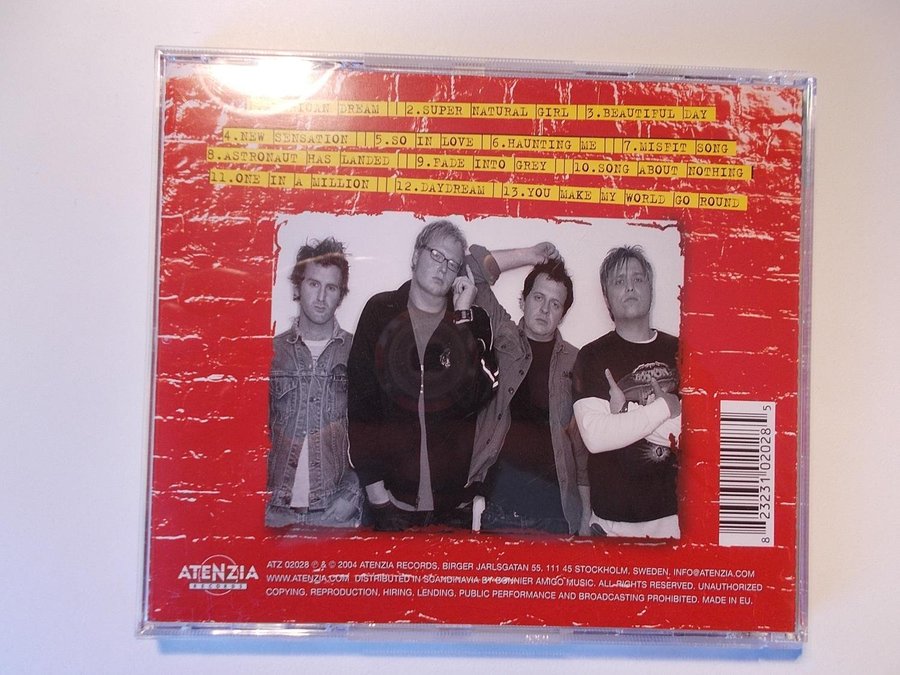 DREAM || 2.SUPER NATURAL GIRL || 3.BEAUTIFUL DAY
4.NEW SENSATION || 5.SO IN LOVE || 6.HAUNTING ME || 7.MISFIT SONG
8.ASTRONAUT HAS LANDED || 9.FADE INTO GREY || 10.SONG ABOUT NOTHING
11.ONE IN A MILLION || 12.DAYDREAM || 13.YOU MAKE MY WORLD GO ROUND
8 23231 02028 5
ATENZIA
RECORDS
ATZ 02028 ℗ & © 2004 ATENZIA RECORDS, BIRGER JARLSGATAN 55, 111 45 STOCKHOLM, SWEDEN. INFO@ATENZIA.COM
WWW.ATENZIA.COM DISTRIBUTED IN SCANDINAVIA BY BONNIER AMIGO MUSIC. ALL RIGHTS RESERVED. UNAUTHORIZED
COPYING, REPRODUCTION, HIRING, LENDING, PUBLIC PERFORMANCE AND BROADCASTING PROHIBITED. MADE IN EU.